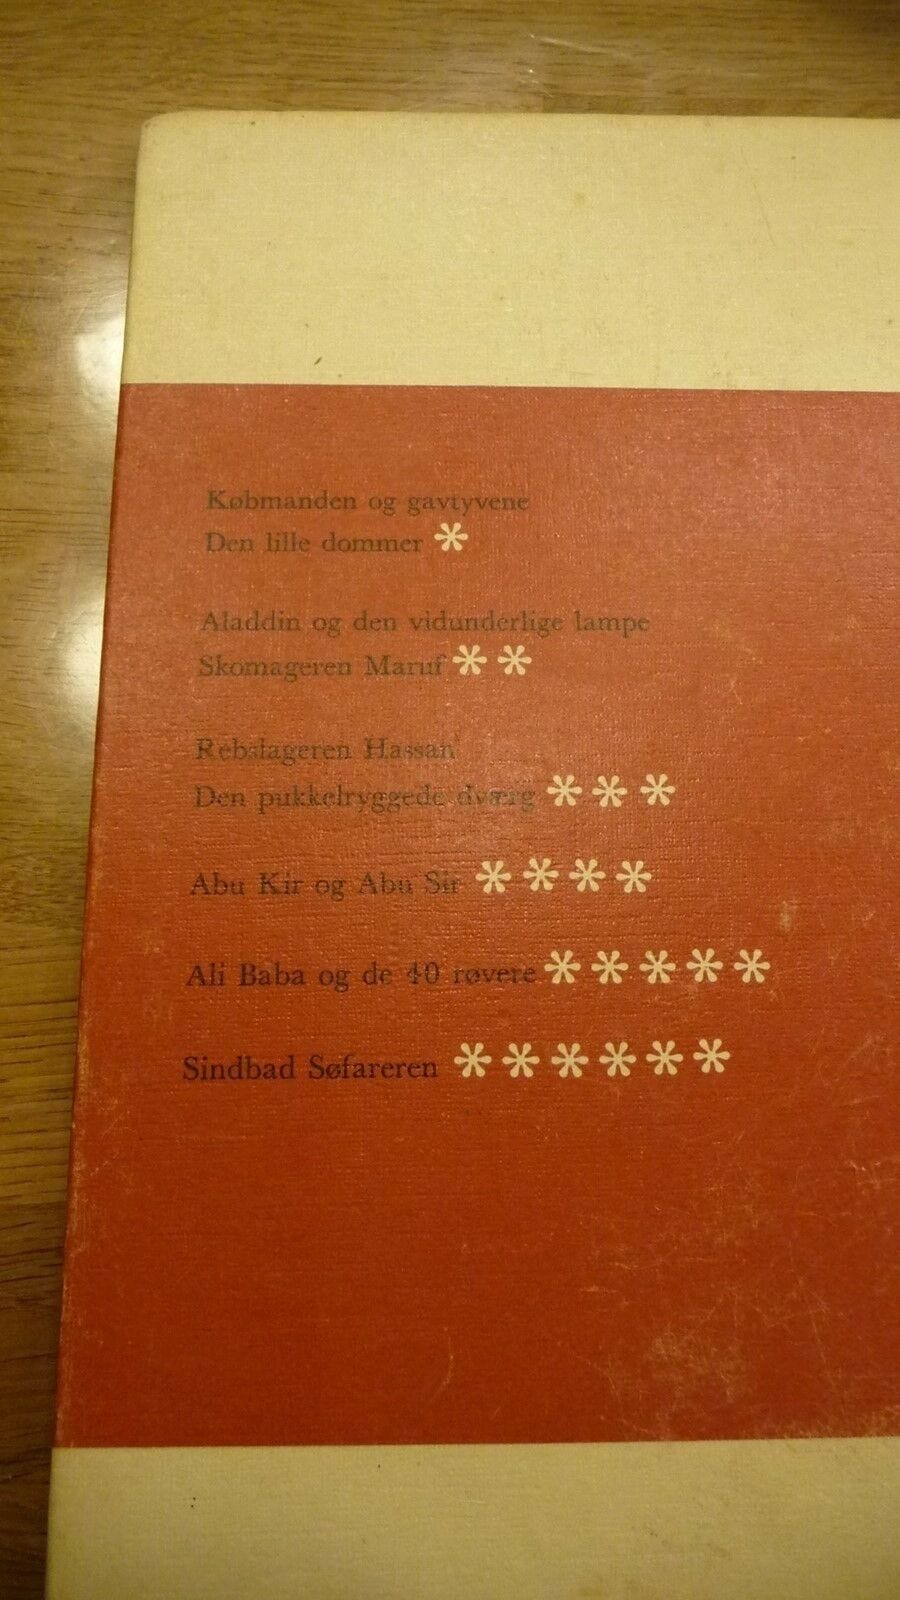 Købmanden og gavtyvene
Den lille dommer *
Aladdin og den vidunderlige lampe
Skomageren Maruf * *
Rebslageren Hassan
Den pukkelryggede dværg * * *
Abu Kir og Abu Sir * * * *
Ali Baba og de 40 røvere * * * * *
Sindbad Søfareren * * * * * *